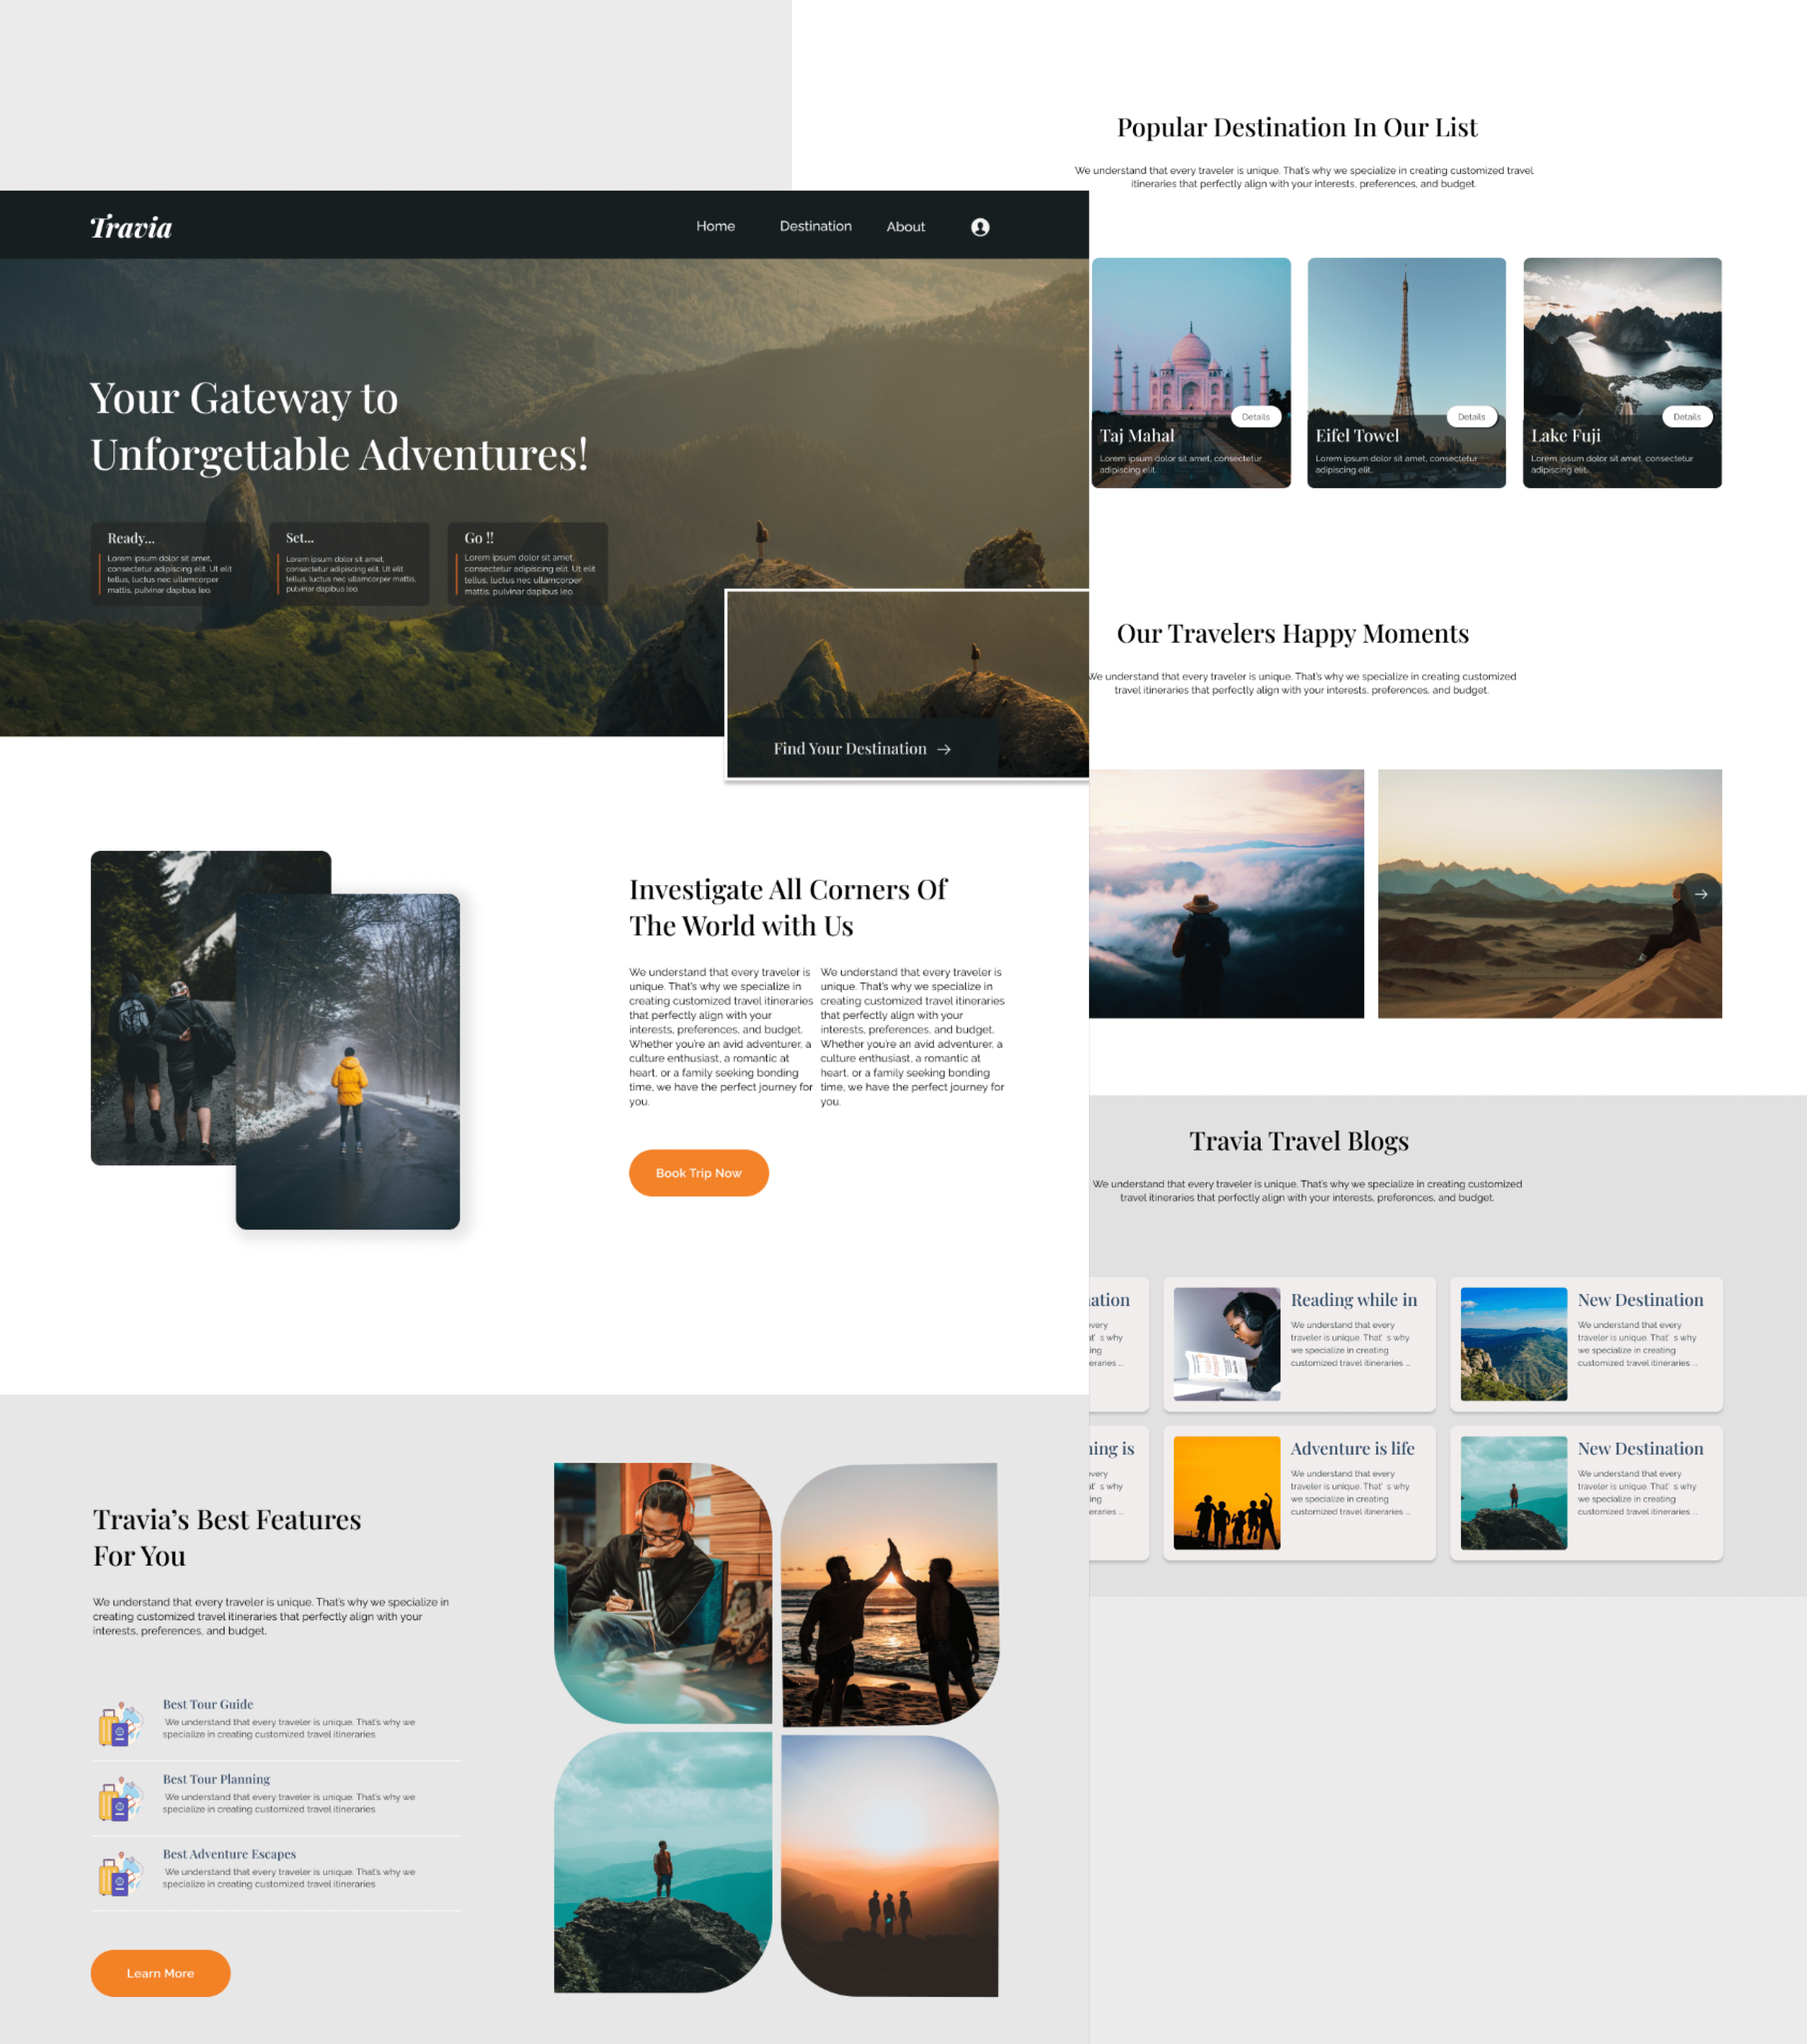 Travia
Home
Destination
About
Your Gateway to
Unforgettable Adventures!
Ready...
Lorem ipsum dolor sit amet,
consectetur adipiscing elit. Ut elit
tellus, luctus nec ullamcorper
mattis, pulvinar dapibus leo.
Set...
Lorem ipsum dolor sit amet,
consectetur adipiscing elit. Ut elit
tellus, luctus nec ullamcorper mattis,
pulvinar dapibus leo.
Go !!
Lorem ipsum dolor sit amet,
consectetur adipiscing elit. Ut elit
tellus, luctus nec ullamcorper
mattis, pulvinar dapibus leo.
Find Your Destination →
Investigate All Corners Of
The World with Us
We understand that every traveler is
unique. That's why we specialize in
creating customized travel itineraries
that perfectly align with your
interests, preferences, and budget.
Whether you're an avid adventurer, a
culture enthusiast, a romantic at
heart, or a family seeking bonding
time, we have the perfect journey for
you.
We understand that every traveler is
unique. That's why we specialize in
creating customized travel itineraries
that perfectly align with your
interests, preferences, and budget.
Whether you're an avid adventurer, a
culture enthusiast, a romantic at
heart, or a family seeking bonding
time, we have the perfect journey for
you.
Book Trip Now
Travia's Best Features
For You
We understand that every traveler is unique. That's why we specialize in
creating customized travel itineraries that perfectly align with your
interests, preferences, and budget.
Best Tour Guide
We understand that every traveler is unique. That's why we
specialize in creating customized travel itineraries
Best Tour Planning
We understand that every traveler is unique. That's why we
specialize in creating customized travel itineraries
Best Adventure Escapes
We understand that every traveler is unique. That's why we
specialize in creating customized travel itineraries
Learn More
Popular Destination In Our List
We understand that every traveler is unique. That's why we specialize in creating customized travel
itineraries that perfectly align with your interests, preferences, and budget.
Details
Taj Mahal
Lorem ipsum dolor sit amet, consectetur
adipiscing elit.
Details
Eifel Towel
Lorem ipsum dolor sit amet, consectetur
adipiscing elit.
Details
Lake Fuji
Lorem ipsum dolor sit amet, consectetur
adipiscing elit.
Our Travelers Happy Moments
We understand that every traveler is unique. That's why we specialize in creating customized
travel itineraries that perfectly align with your interests, preferences, and budget.
Travia Travel Blogs
We understand that every traveler is unique. That's why we specialize in creating customized
travel itineraries that perfectly align with your interests, preferences, and budget.
ation
very
at' s why
ing
eraries ...
Reading while in
We understand that every
traveler is unique. That' s why
we specialize in creating
customized travel itineraries ...
New Destination
We understand that every
traveler is unique. That' s why
we specialize in creating
customized travel itineraries ...
ning is
very
at' s why
ing
eraries ...
Adventure is life
We understand that every
traveler is unique. That' s why
we specialize in creating
customized travel itineraries ...
New Destination
We understand that every
traveler is unique. That' s why
we specialize in creating
customized travel itineraries ...